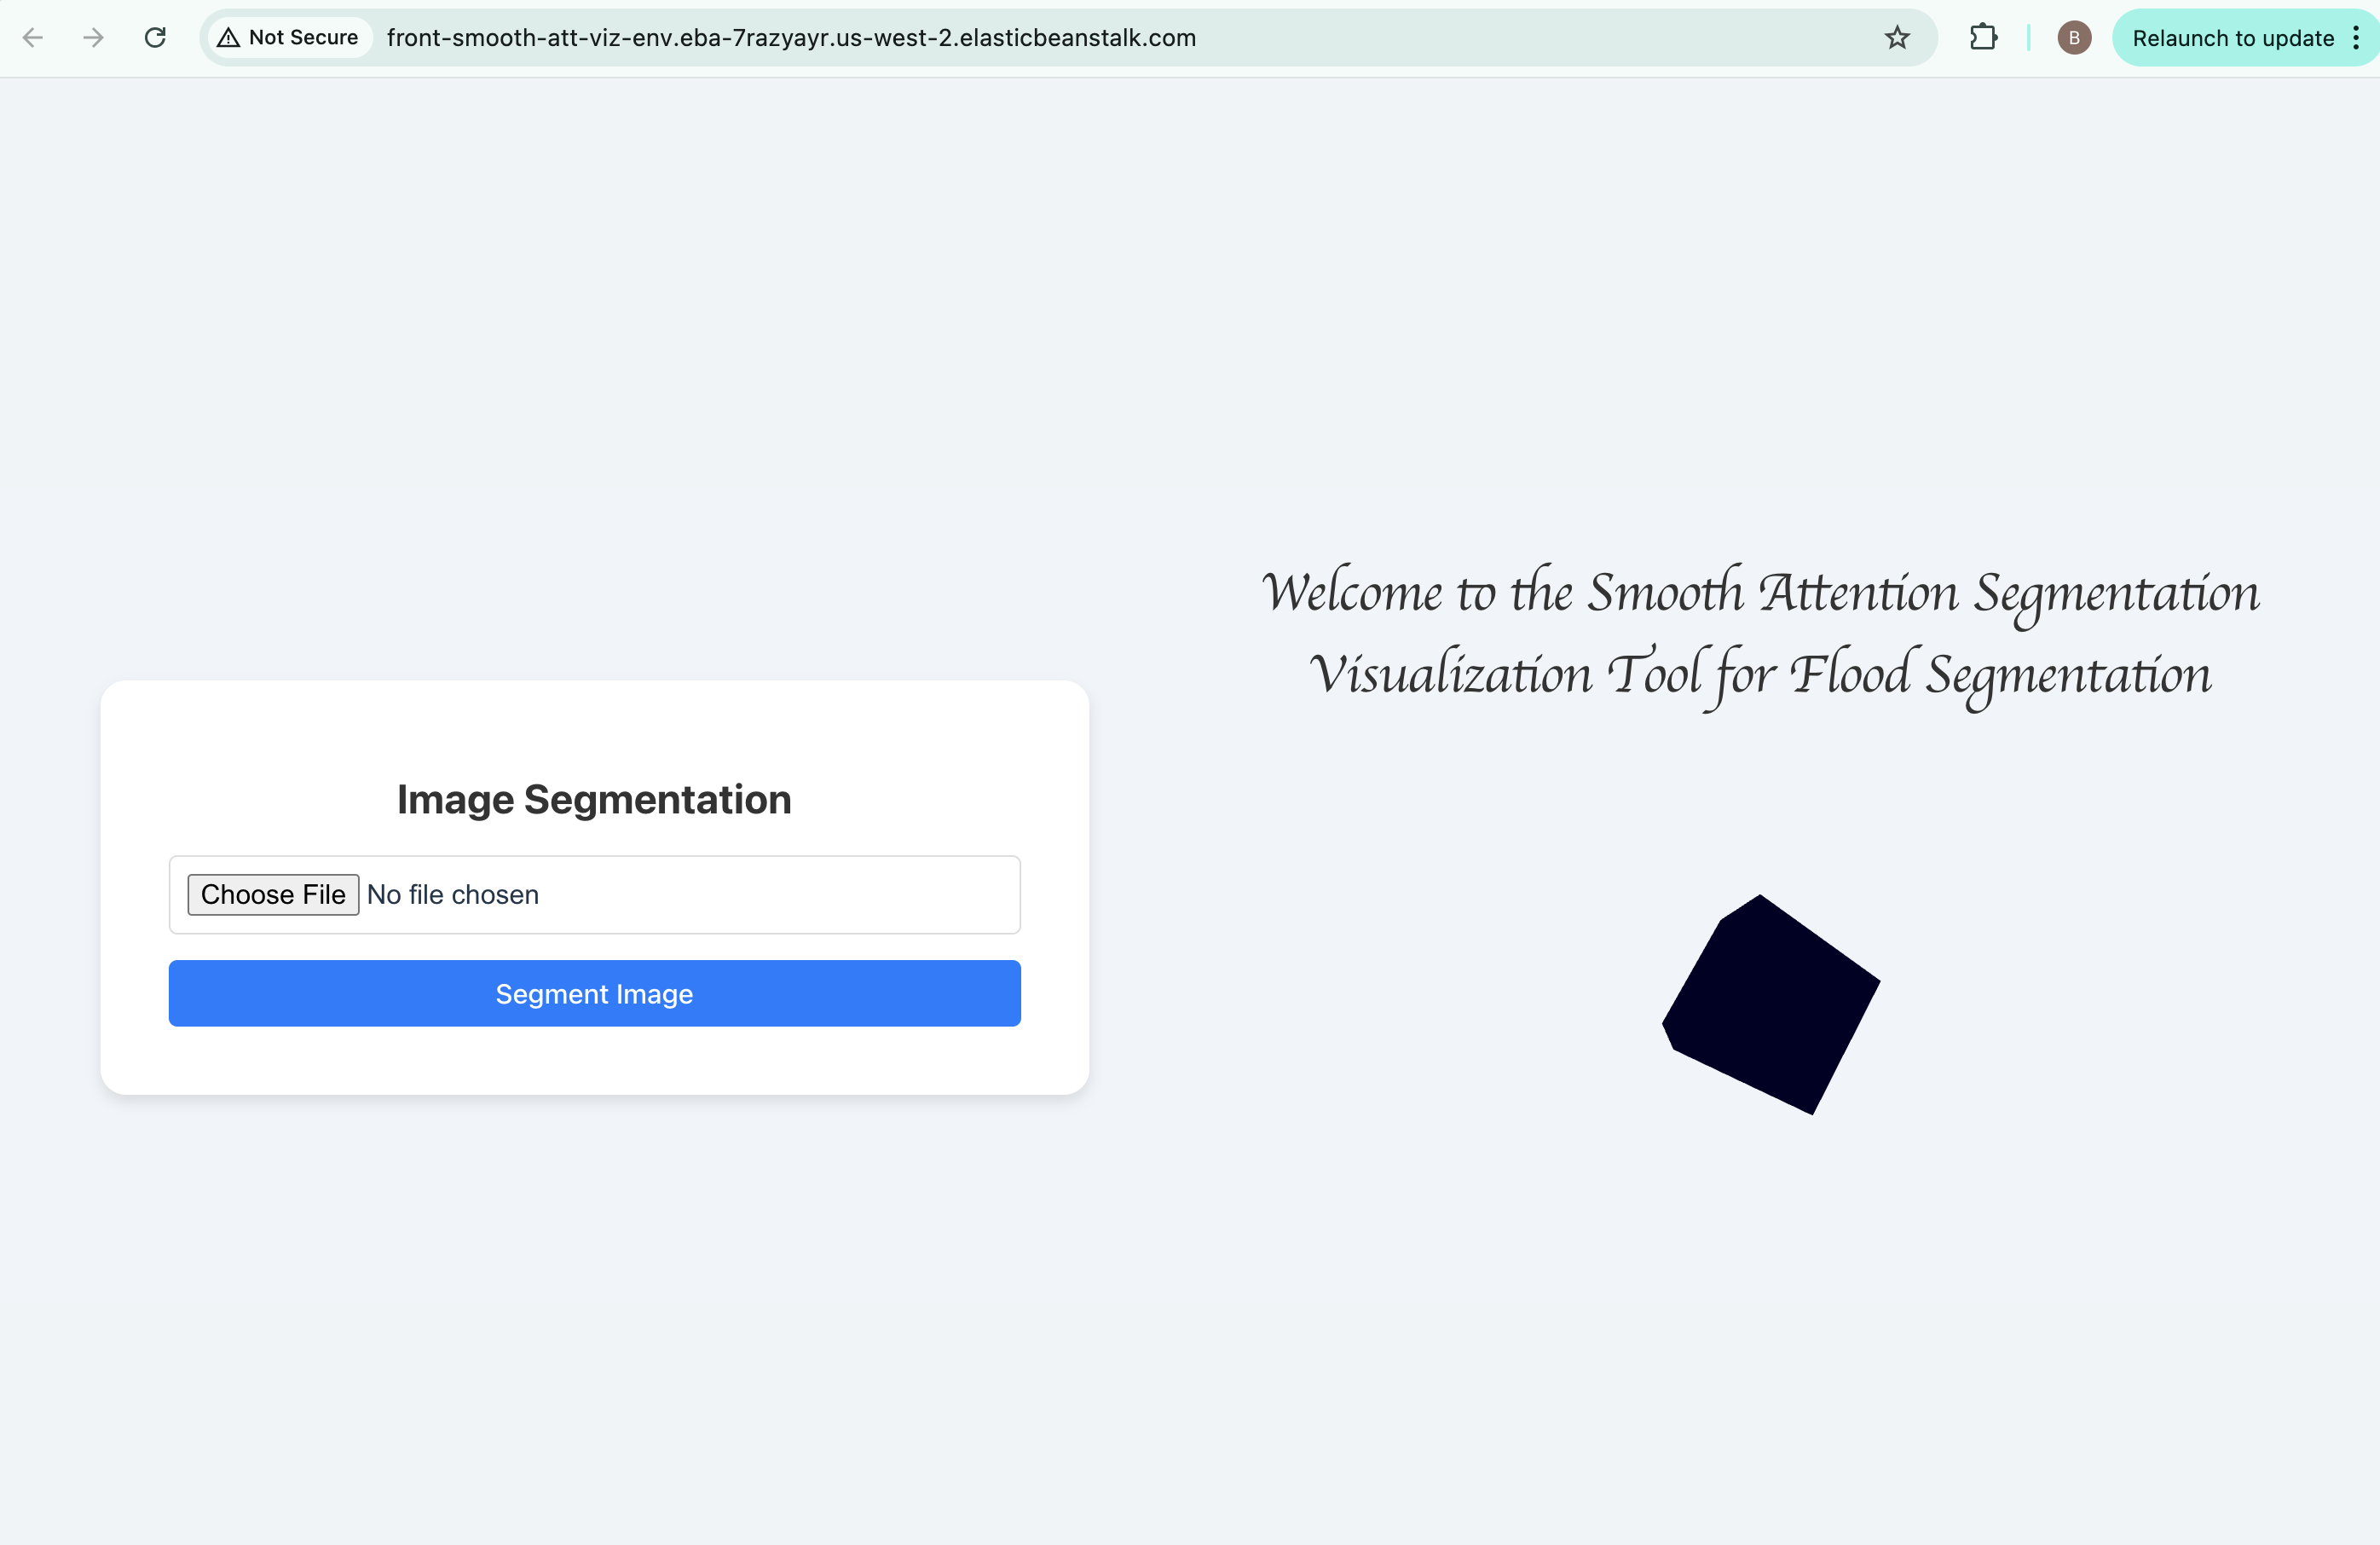 Not Secure front-smooth-att-viz-env.eba-7razyayr.us-west-2.elasticbeanstalk.com B Relaunch to update
Welcome to the Smooth Attention Segmentation
Visualization Tool for Flood Segmentation
Image Segmentation
Choose File No file chosen
Segment Image